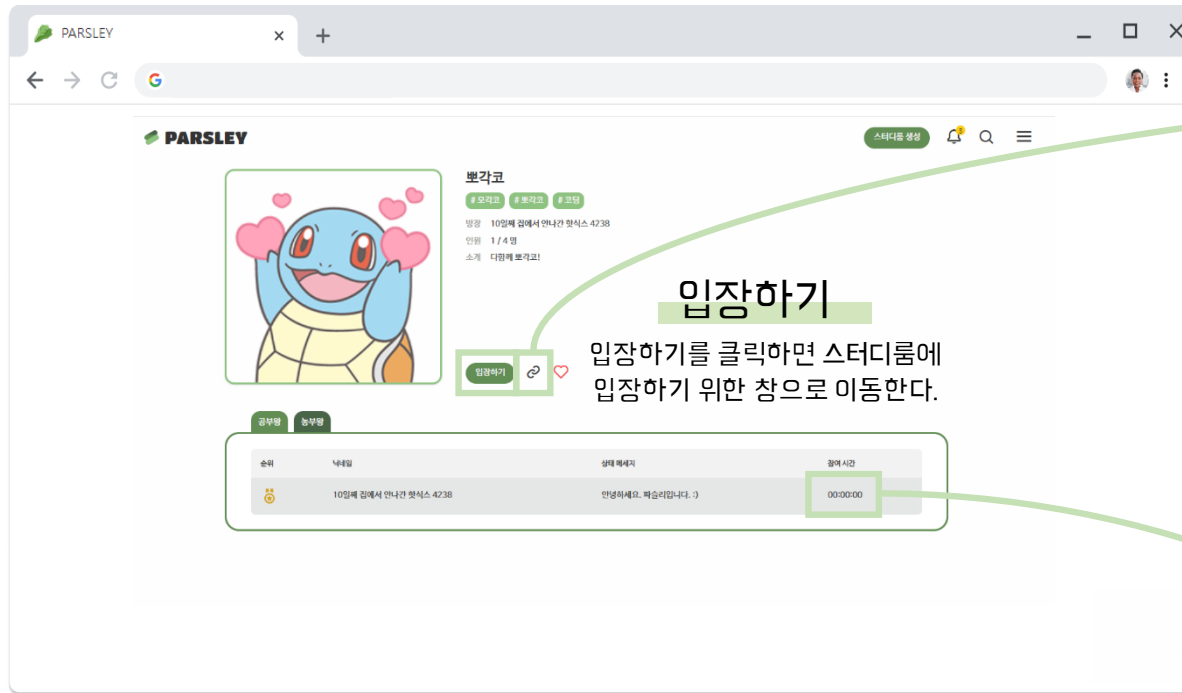 PARSLEY
PARSLEY
스터디룸 생성
3
뽀각코
# 모각코 # 뽀각코 # 코딩
방장 10일째 집에서 안나간 핫식스 4238
인원 1 / 4 명
소개 다함께 뽀각코!
입장하기
입장하기를 클릭하면 스터디룸에
입장하기 위한 창으로 이동한다.
입장하기
공부왕 농부왕
순위 닉네임 상태 메세지 참여 시간
10일째 집에서 안나간 핫식스 4238 안녕하세요. 파슬리입니다. :) 00:00:00